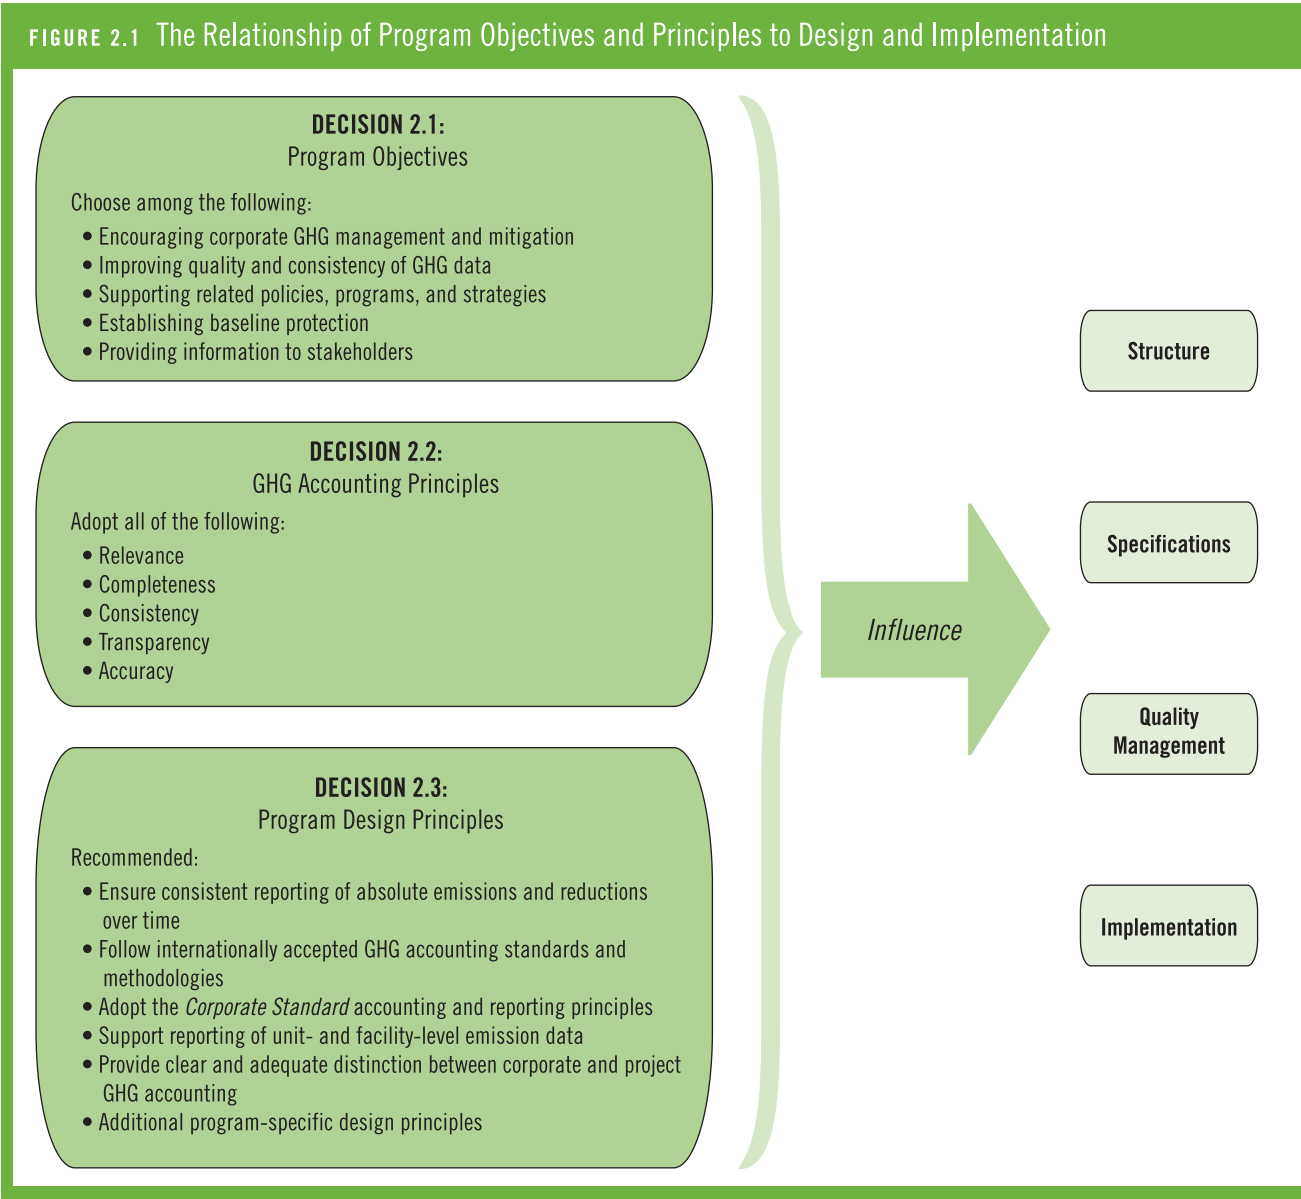 FIGURE 2.1 The Relationship of Program Objectives and Principles to Design and Implementation
DECISION 2.1:
Program Objectives
Choose among the following:
• Encouraging corporate GHG management and mitigation
• Improving quality and consistency of GHG data
• Supporting related policies, programs, and strategies
• Establishing baseline protection
• Providing information to stakeholders
DECISION 2.2:
GHG Accounting Principles
Adopt all of the following:
• Relevance
• Completeness
• Consistency
• Transparency
• Accuracy
DECISION 2.3:
Program Design Principles
Recommended:
• Ensure consistent reporting of absolute emissions and reductions
over time
• Follow internationally accepted GHG accounting standards and
methodologies
• Adopt the Corporate Standard accounting and reporting principles
• Support reporting of unit- and facility-level emission data
• Provide clear and adequate distinction between corporate and project
GHG accounting
• Additional program-specific design principles
Influence
Structure
Specifications
Quality
Management
Implementation